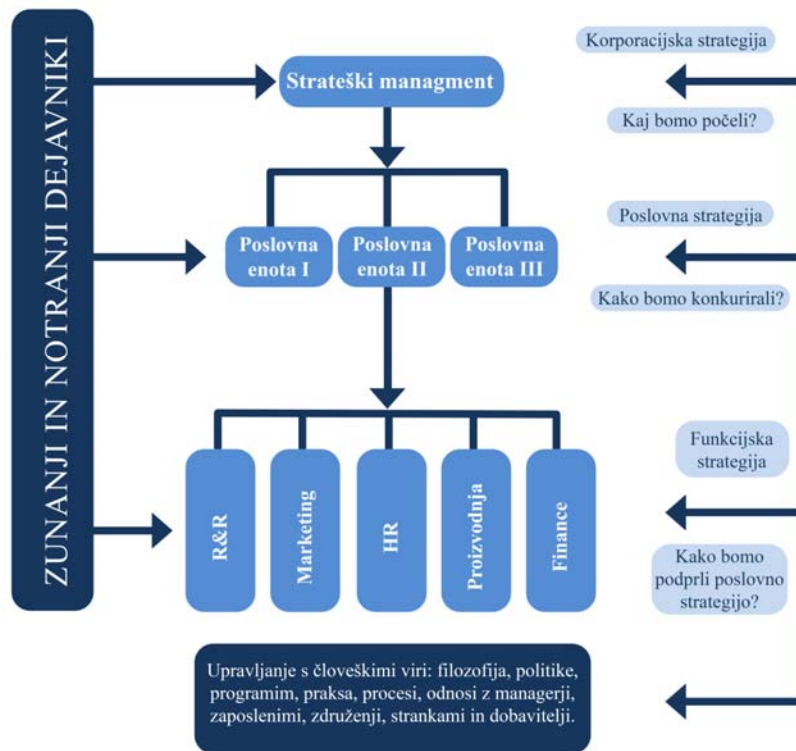 ZUNANJI IN NOTRANJI DEJAVNIKI
Strateški managment
Korporacijska strategija
Kaj bomo počeli?
Poslovna
enota I
Poslovna
enota II
Poslovna
enota III
Poslovna strategija
Kako bomo konkurirali?
R&R
Marketing
HR
Proizvodnja
Finance
Funkcijska
strategija
Kako bomo
podprli poslovno
strategijo?
Upravljanje s človeškimi viri: filozofija, politike,
programim, praksa, procesi, odnosi z managerji,
zaposlenimi, združenji, strankami in dobavitelji.